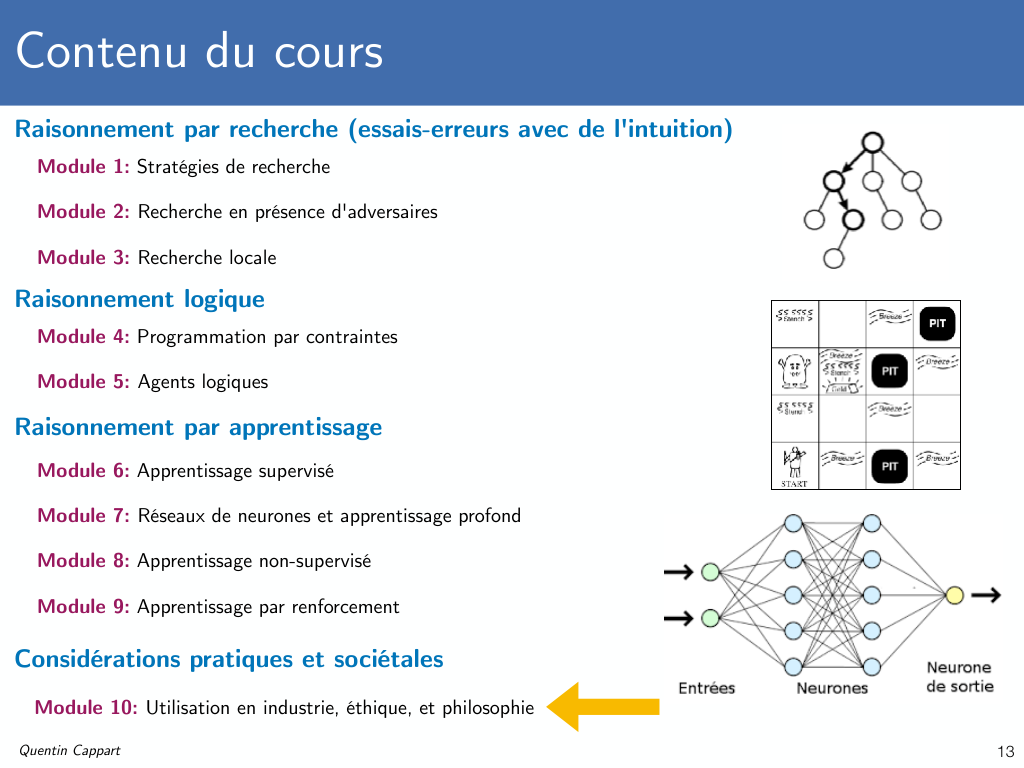 Contenu du cours
Raisonnement par recherche (essais-erreurs avec de l'intuition)
Module 1: Stratégies de recherche
Module 2: Recherche en présence d'adversaires
Module 3: Recherche locale
Raisonnement logique
Module 4: Programmation par contraintes
Module 5: Agents logiques
Raisonnement par apprentissage
Module 6: Apprentissage supervisé
Module 7: Réseaux de neurones et apprentissage profond
Module 8: Apprentissage non-supervisé
Module 9: Apprentissage par renforcement
Considérations pratiques et sociétales
Module 10: Utilisation en industrie, éthique, et philosophie
Stench Breeze PIT
Breeze
Stench PIT Breeze
Gold
Stench Breeze
Breeze PIT Breeze
START
Entrées Neurones
Neurone
de sortie
Quentin Cappart
13